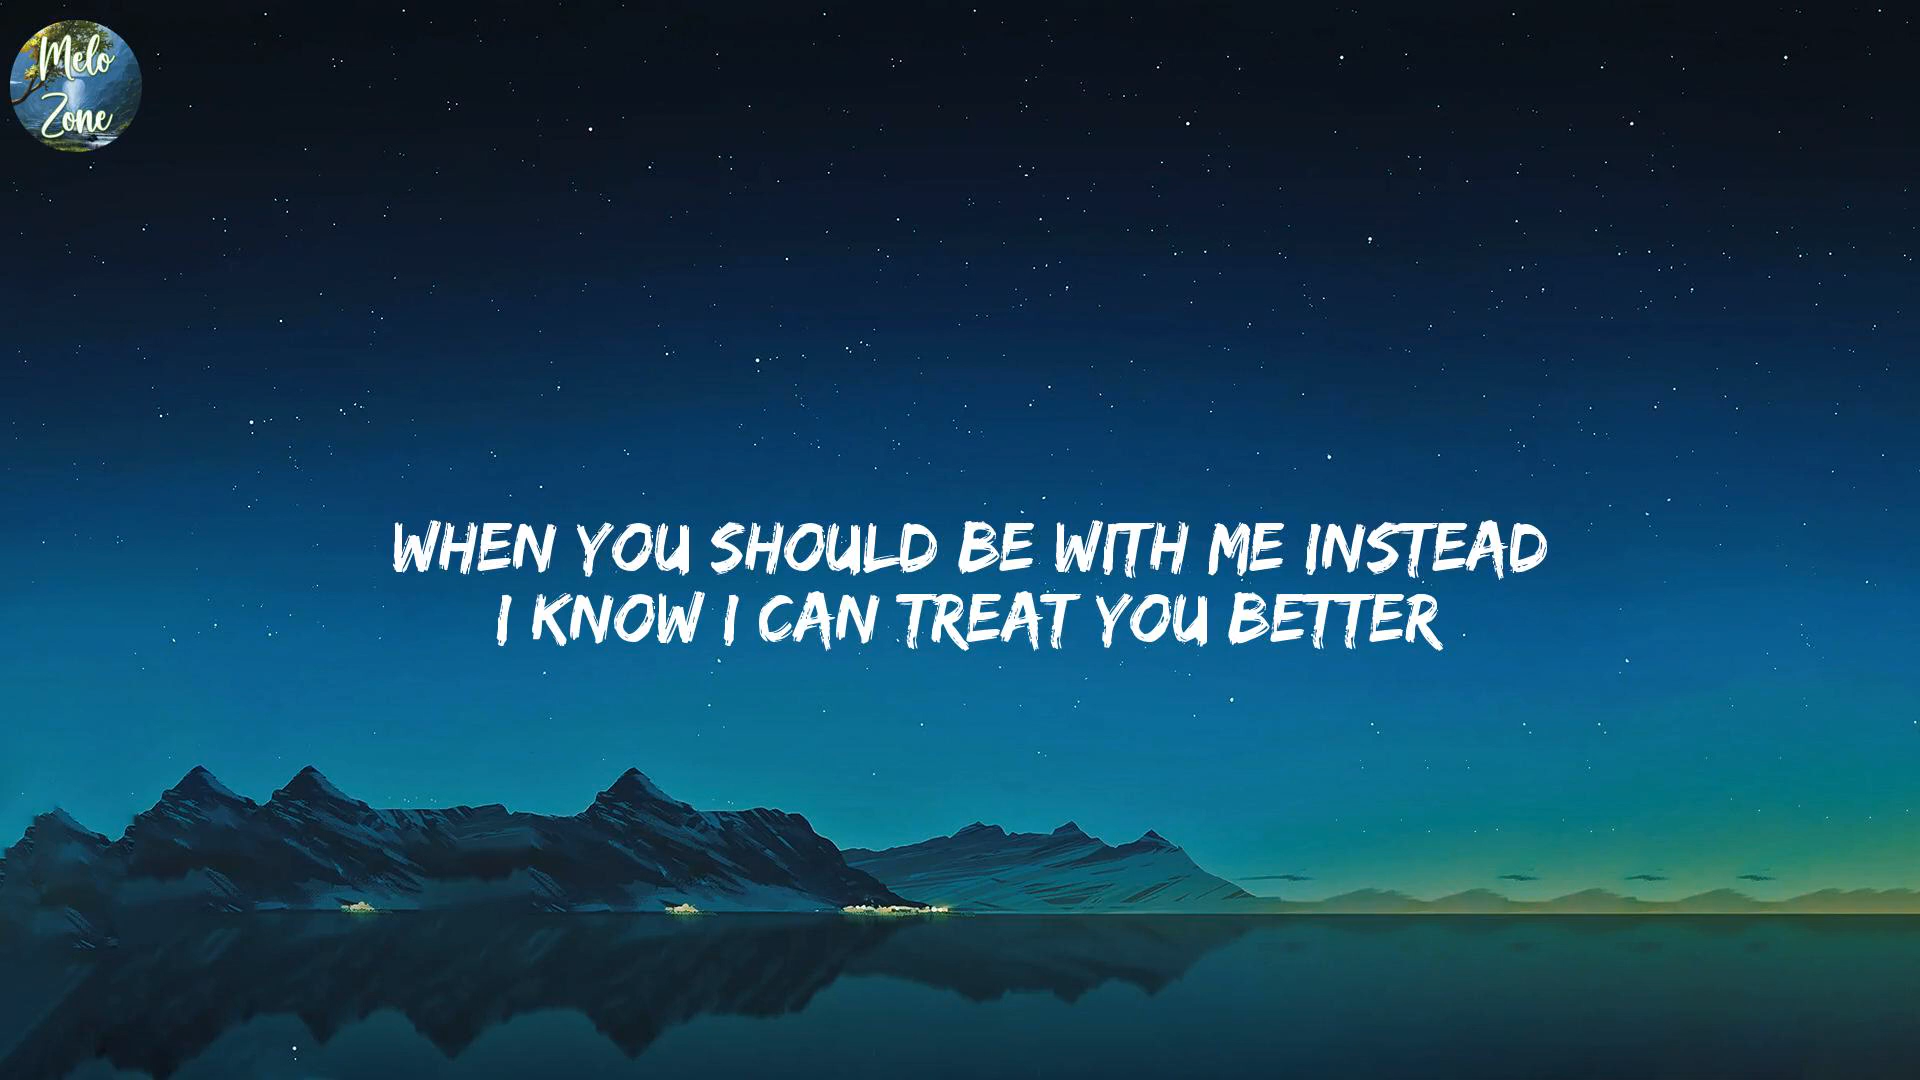 Melo
Zone
WHEN YOU SHOULD BE WITH ME INSTEAD
I KNOW I CAN TREAT YOU BETTER